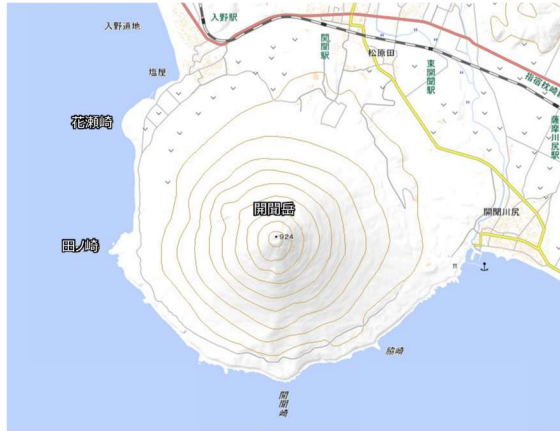 入野駅
入野道地
開聞駅
松原田
東開聞駅
指宿枕崎線
薩摩川尻駅
塩屋
花瀬崎
開聞岳
924
開聞川尻
田ノ崎
脇崎
開聞崎